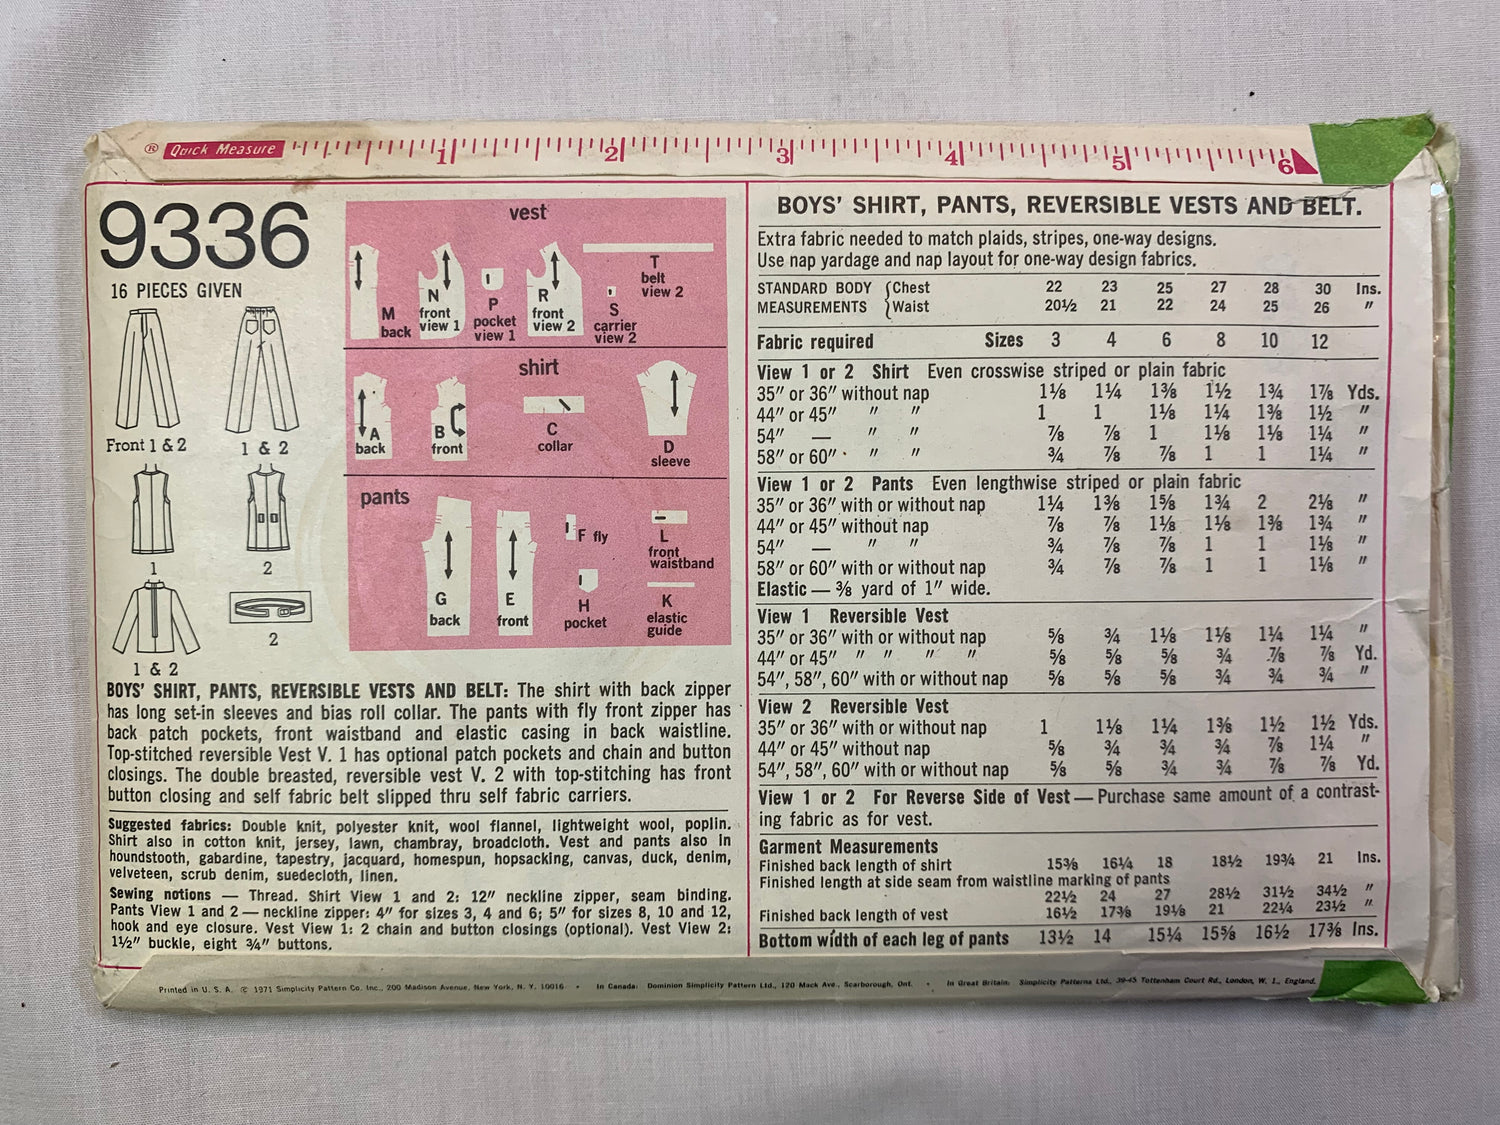 ® Quick Measure 1 2 3 4 5 6
9336
16 PIECES GIVEN
Front 1 & 2
1 & 2
1
2
1 & 2
2
vest
M
back
N
front
view 1
P
pocket
view 1
R
front
view 2
T
belt
view 2
S
carrier
view 2
shirt
A
back
B
front
C
collar
D
sleeve
pants
G
back
E
front
F fly
H
pocket
L
front
waistband
K
elastic
guide
BOYS' SHIRT, PANTS, REVERSIBLE VESTS AND BELT: The shirt with back zipper
has long set-in sleeves and bias roll collar. The pants with fly front zipper has
back patch pockets, front waistband and elastic casing in back waistline.
Top-stitched reversible Vest V. 1 has optional patch pockets and chain and button
closings. The double breasted, reversible vest V. 2 with top-stitching has front
button closing and self fabric belt slipped thru self fabric carriers.
Suggested fabrics: Double knit, polyester knit, wool flannel, lightweight wool, poplin.
Shirt also in cotton knit, jersey, lawn, chambray, broadcloth. Vest and pants also in
houndstooth, gabardine, tapestry, jacquard, homespun, hopsacking, canvas, duck, denim,
velveteen, scrub denim, suedecloth, linen.
Sewing notions — Thread. Shirt View 1 and 2: 12" neckline zipper, seam binding.
Pants View 1 and 2 — neckline zipper: 4" for sizes 3, 4 and 6; 5" for sizes 8, 10 and 12,
hook and eye closure. Vest View 1: 2 chain and button closings (optional). Vest View 2:
1½" buckle, eight ¾" buttons.
BOYS' SHIRT, PANTS, REVERSIBLE VESTS AND BELT.
Extra fabric needed to match plaids, stripes, one-way designs.
Use nap yardage and nap layout for one-way design fabrics.
STANDARD BODY { Chest 22 23 25 27 28 30 Ins.
MEASUREMENTS { Waist 20½ 21 22 24 25 26 "
Fabric required Sizes 3 4 6 8 10 12
View 1 or 2 Shirt Even crosswise striped or plain fabric
35" or 36" without nap 1⅛ 1¼ 1⅜ 1½ 1¾ 1⅞ Yds.
44" or 45" " " 1 1 1⅛ 1¼ 1⅜ 1½ "
54" — " " ⅞ ⅞ 1 1⅛ 1⅛ 1¼ "
58" or 60" " " ¾ ⅞ ⅞ 1 1 1¼ "
View 1 or 2 Pants Even lengthwise striped or plain fabric
35" or 36" with or without nap 1¼ 1⅜ 1⅝ 1¾ 2 2⅛ "
44" or 45" without nap ⅞ ⅞ 1⅛ 1⅛ 1⅜ 1¾ "
54" — " " ¾ ⅞ ⅞ 1 1 1⅛ "
58" or 60" with or without nap ¾ ⅞ ⅞ 1 1 1⅛ "
Elastic — ⅜ yard of 1" wide.
View 1 Reversible Vest
35" or 36" with or without nap ⅝ ¾ 1⅛ 1⅛ 1¼ 1¼ "
44" or 45" " " " " ⅝ ⅝ ⅝ ¾ ⅞ ⅞ Yd.
54", 58", 60" with or without nap ⅝ ⅝ ⅝ ¾ ¾ ¾ "
View 2 Reversible Vest
35" or 36" with or without nap 1 1⅛ 1¼ 1⅜ 1½ 1½ Yds.
44" or 45" without nap ⅝ ¾ ¾ ¾ ⅞ 1¼ "
54", 58", 60" with or without nap ⅝ ⅝ ¾ ¾ ⅞ ⅞ Yd.
View 1 or 2 For Reverse Side of Vest — Purchase same amount of a contrast-
ing fabric as for vest.
Garment Measurements
Finished back length of shirt 15⅜ 16¼ 18 18½ 19¾ 21 Ins.
Finished length at side seam from waistline marking of pants
22½ 24 27 28½ 31½ 34½ "
Finished back length of vest 16½ 17⅜ 19⅛ 21 22¼ 23½ "
Bottom width of each leg of pants 13½ 14 15¼ 15⅝ 16½ 17⅜ Ins.
Printed in U. S. A. © 1971 Simplicity Pattern Co. Inc., 200 Madison Avenue, New York, N. Y. 10016 • In Canada: Dominion Simplicity Pattern Ltd., 120 Mack Ave., Scarborough, Ont. • In Great Britain: Simplicity Patterns Ltd., 39-45 Tottenham Court Rd., London, W. 1., England.